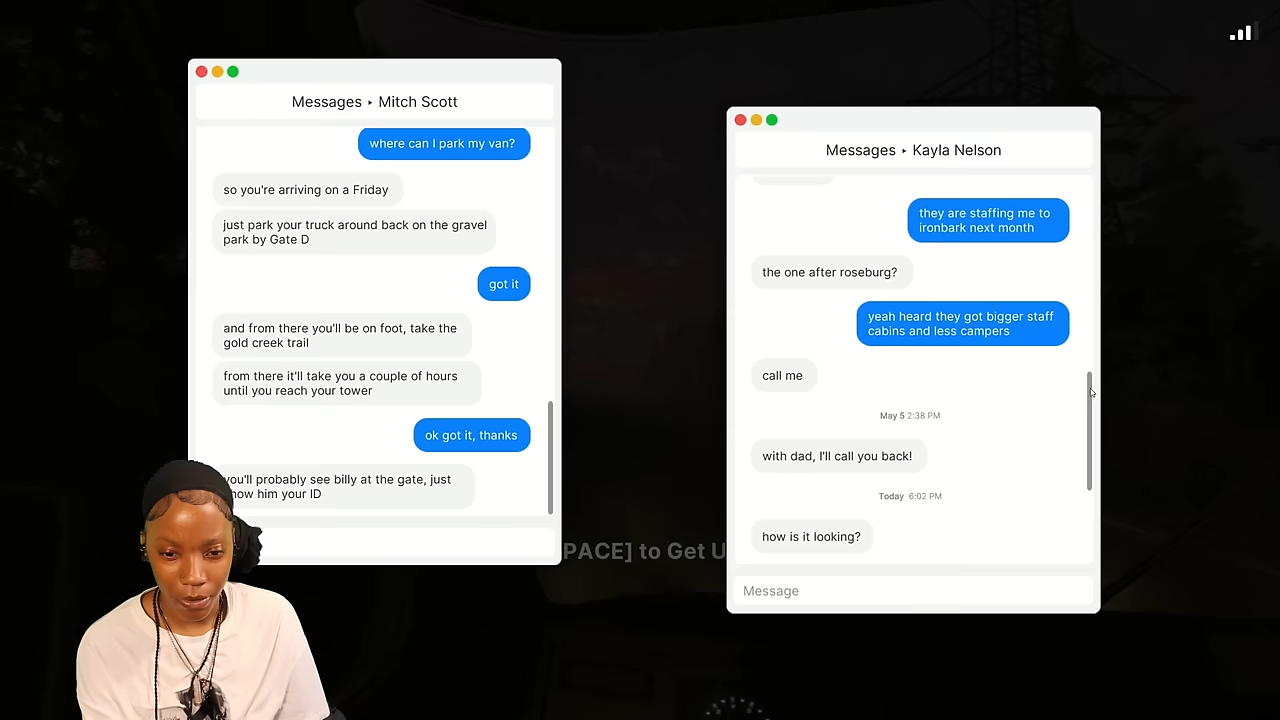 Messages ‣ Mitch Scott
where can I park my van?
so you're arriving on a Friday
just park your truck around back on the gravel
park by Gate D
got it
and from there you'll be on foot, take the
gold creek trail
from there it'll take you a couple of hours
until you reach your tower
ok got it, thanks
you'll probably see billy at the gate, just
how him your ID
PACE] to Get U
Messages ‣ Kayla Nelson
they are staffing me to
ironbark next month
the one after roseburg?
yeah heard they got bigger staff
cabins and less campers
call me
May 5 2:38 PM
with dad, I'll call you back!
Today 6:02 PM
how is it looking?
Message